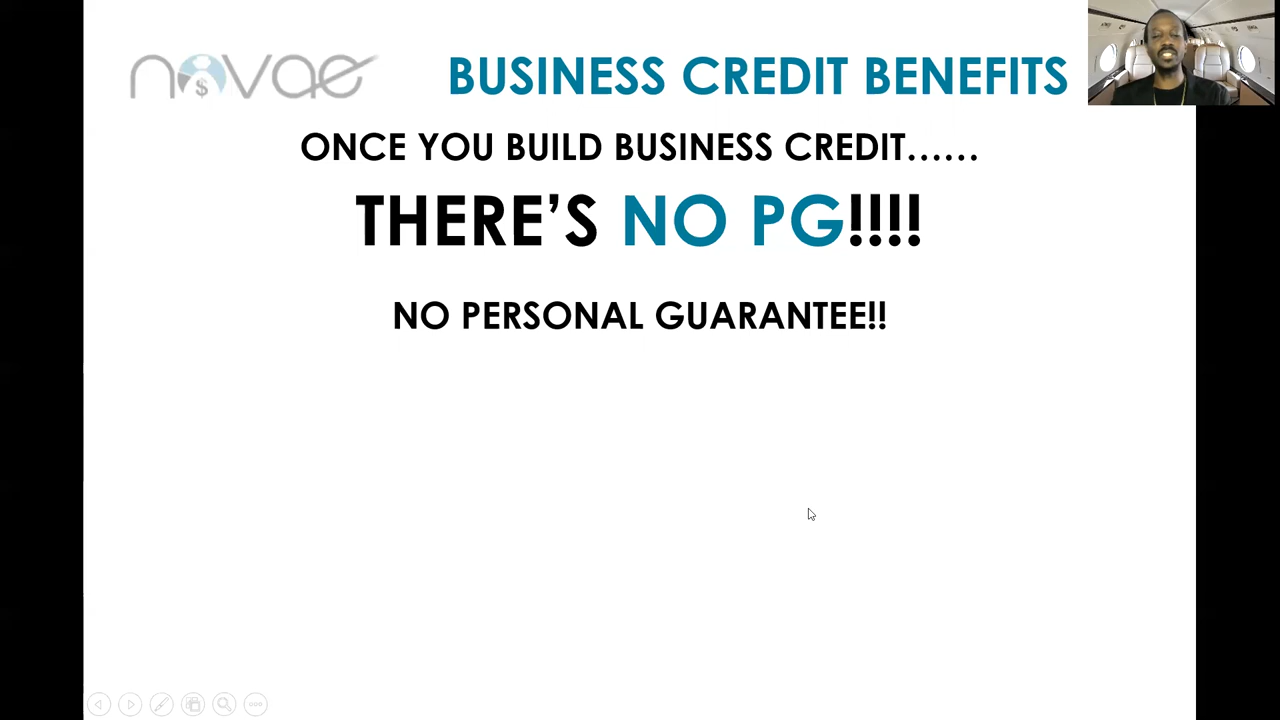 novae
BUSINESS CREDIT BENEFITS
ONCE YOU BUILD BUSINESS CREDIT......
THERE’S NO PG!!!!
NO PERSONAL GUARANTEE!!